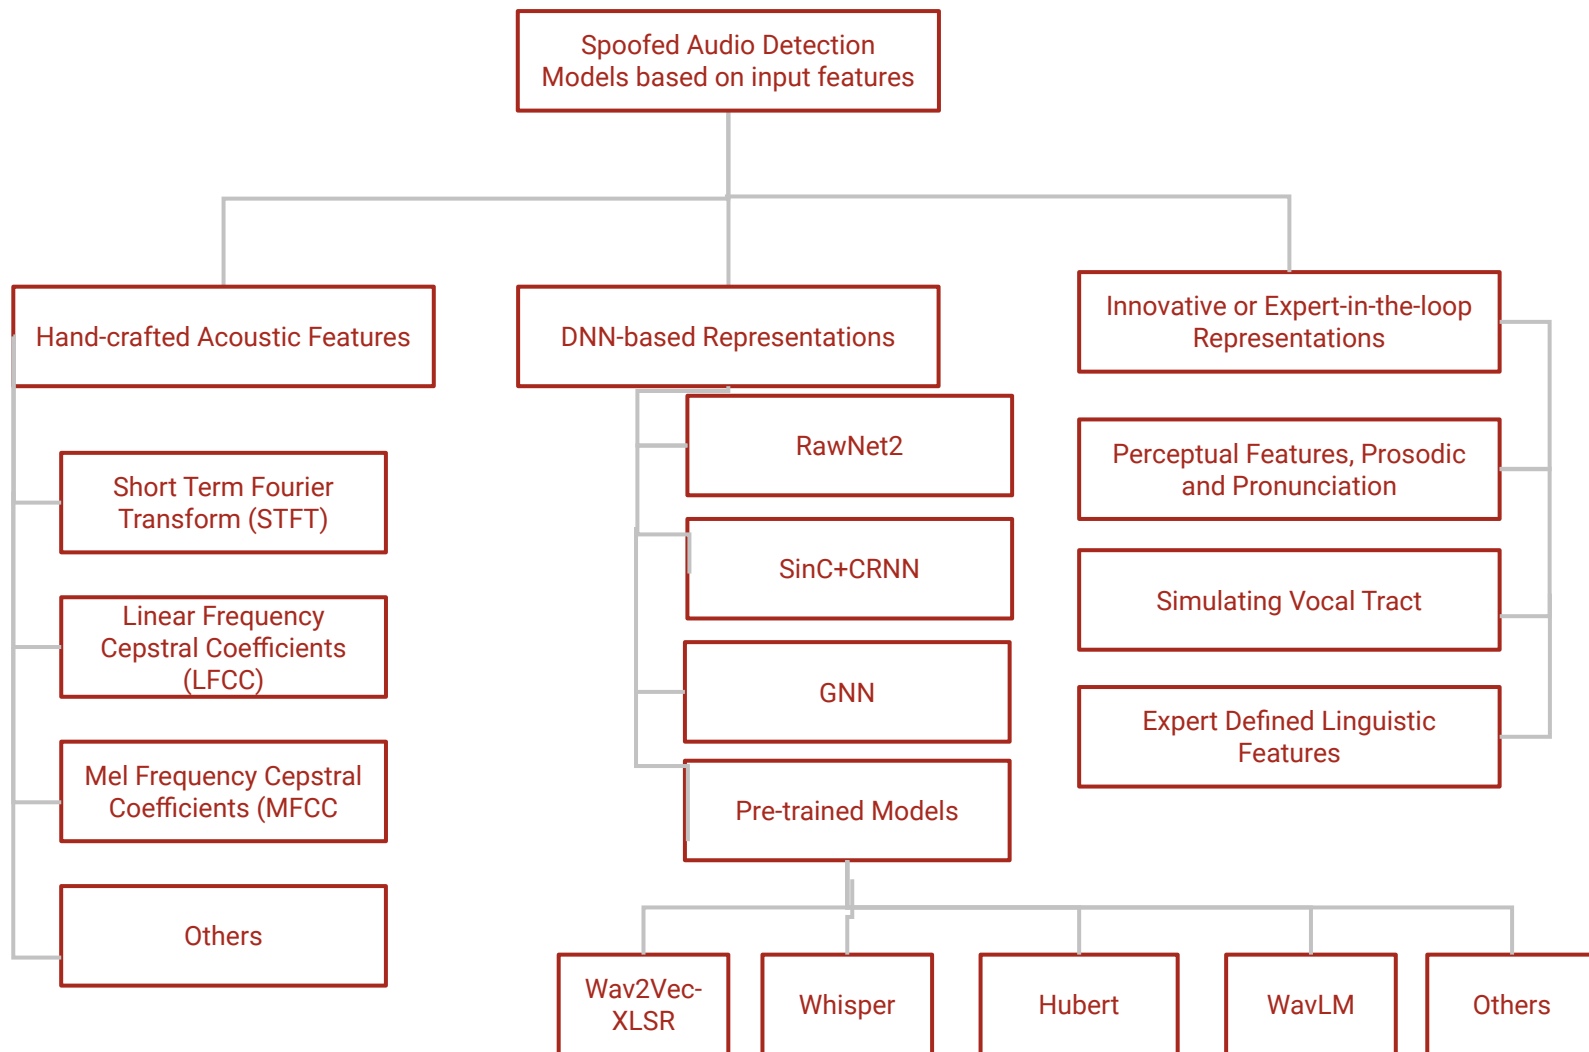 Spoofed Audio Detection
Models based on input features
Hand-crafted Acoustic Features
Short Term Fourier
Transform (STFT)
Linear Frequency
Cepstral Coefficients
(LFCC)
Mel Frequency Cepstral
Coefficients (MFCC
Others
DNN-based Representations
RawNet2
SinC+CRNN
GNN
Pre-trained Models
Wav2Vec-
XLSR
Whisper
Hubert
WavLM
Others
Innovative or Expert-in-the-loop
Representations
Perceptual Features, Prosodic
and Pronunciation
Simulating Vocal Tract
Expert Defined Linguistic
Features